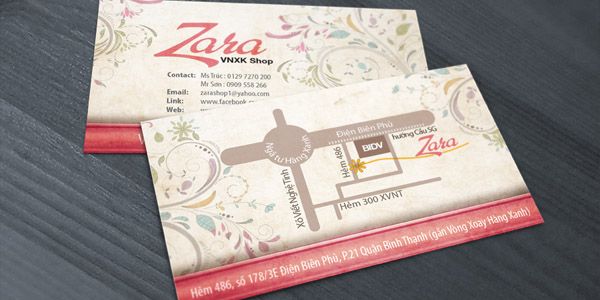 Zara
VNXK Shop
Contact: Ms Trúc : 0129 7270 200
Mr Sơn : 0909 558 266
Email: zarashop1@yahoo.com
Link: www.facebook.c
Web: www
Điện Biên Phủ
hướng Cầu SG
Ngã tư Hàng Xanh
Hẻm 486
BIDV
Zara
Xô Viết Nghệ Tĩnh
Hẻm 300 XVNT
Hẻm 486, số 178/3E Điện Biên Phủ, P.21 Quận Bình Thạnh (gần Vòng Xoay Hàng Xanh)